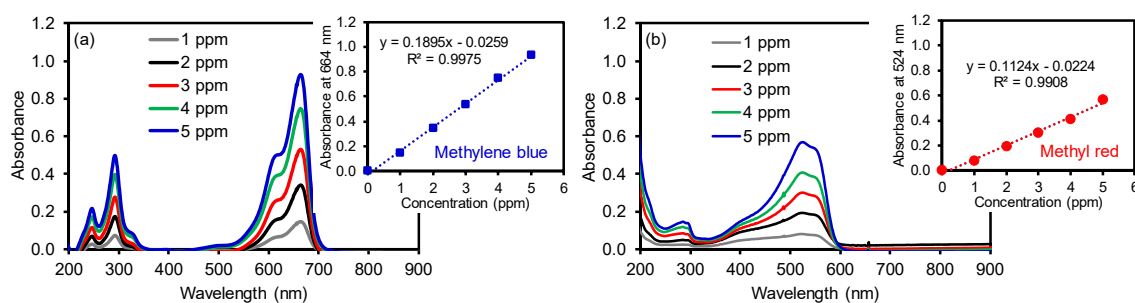 (a)
1.2
1.0
0.8
0.6
0.4
0.2
0.0
Absorbance
1 ppm
2 ppm
3 ppm
4 ppm
5 ppm
200 300 400 500 600 700 800 900
Wavelength (nm)
1.2
1.0
0.8
0.6
0.4
0.2
0.0
Absorbance at 664 nm
y = 0.1895x - 0.0259
R² = 0.9975
Methylene blue
0 1 2 3 4 5 6
Concentration (ppm)
(b)
1.2
1.0
0.8
0.6
0.4
0.2
0.0
Absorbance
1 ppm
2 ppm
3 ppm
4 ppm
5 ppm
200 300 400 500 600 700 800 900
Wavelength (nm)
1.2
1.0
0.8
0.6
0.4
0.2
0.0
Absorbance at 524 nm
y = 0.1124x - 0.0224
R² = 0.9908
Methyl red
0 1 2 3 4 5 6
Concentration (ppm)